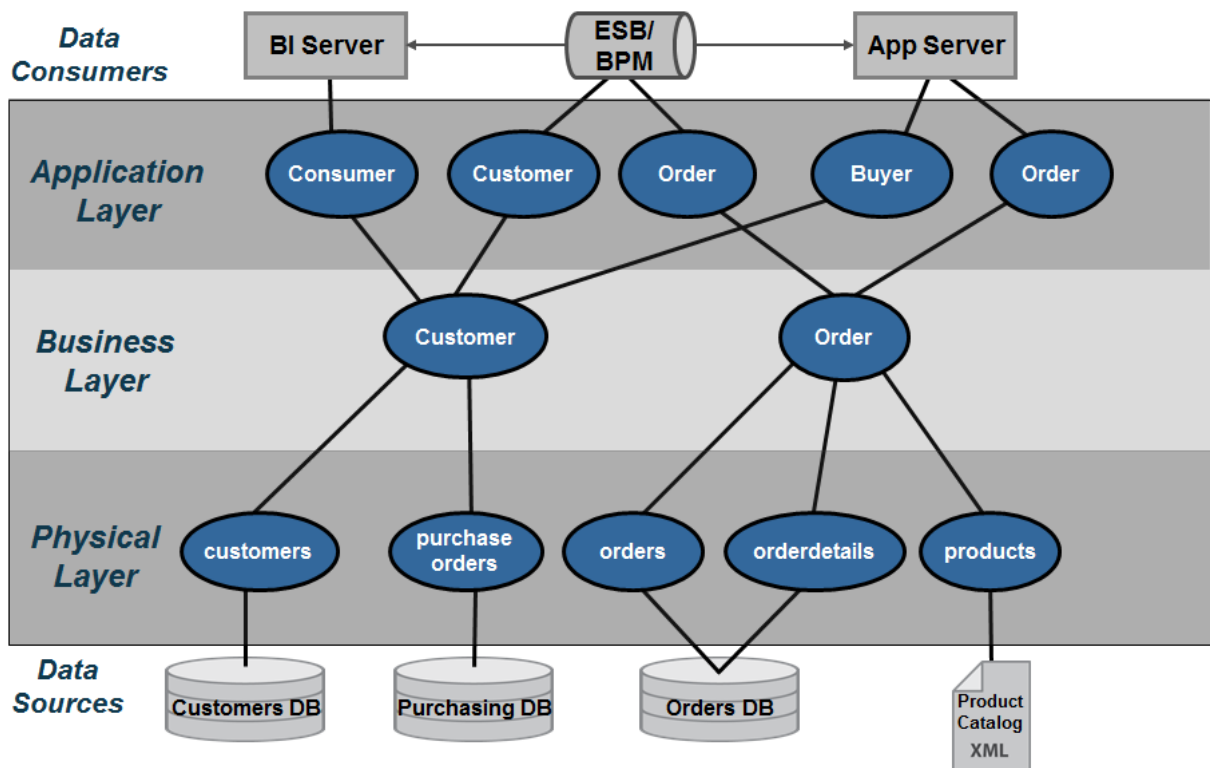 Data
Consumers
BI Server
ESB/
BPM
App Server
Application
Layer
Consumer
Customer
Order
Buyer
Order
Business
Layer
Customer
Order
Physical
Layer
customers
purchase
orders
orders
orderdetails
products
Data
Sources
Customers DB
Purchasing DB
Orders DB
Product
Catalog
XML